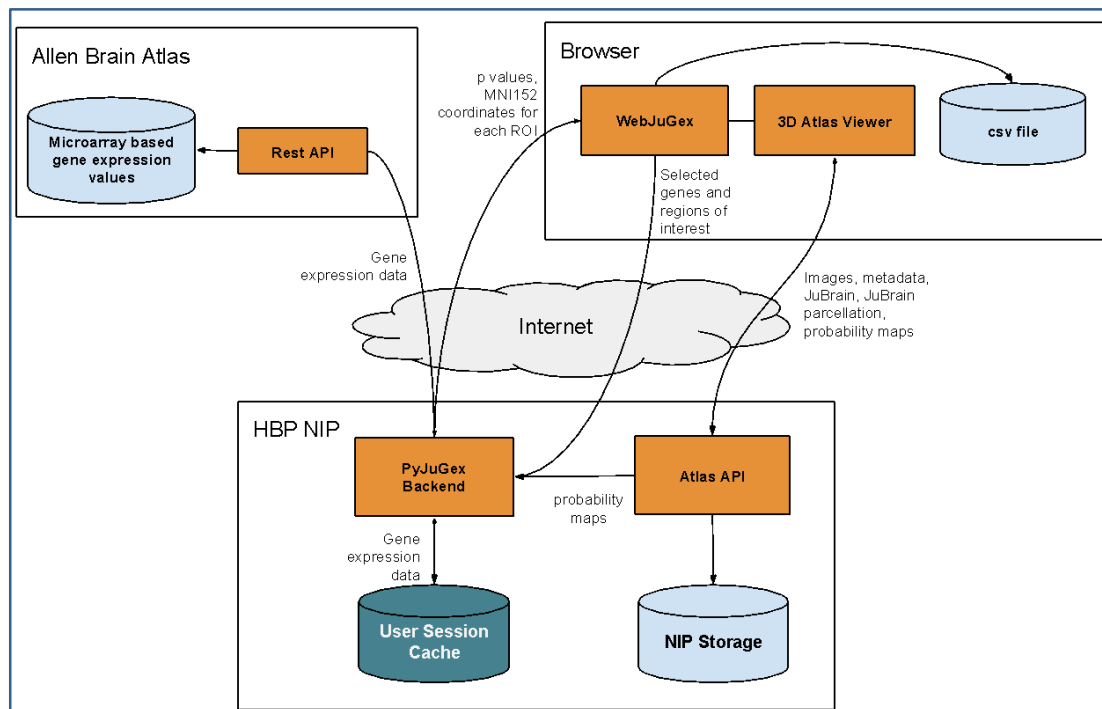 Allen Brain Atlas
Microarray based
gene expression
values
Rest API
p values,
MNI152
coordinates for
each ROI
Browser
WebJuGex
3D Atlas Viewer
csv file
Selected
genes and
regions of
interest
Gene
expression data
Internet
Images, metadata,
JuBrain, JuBrain
parcellation,
probability maps
HBP NIP
PyJuGex
Backend
Atlas API
probability
maps
Gene
expression
data
User Session
Cache
NIP Storage